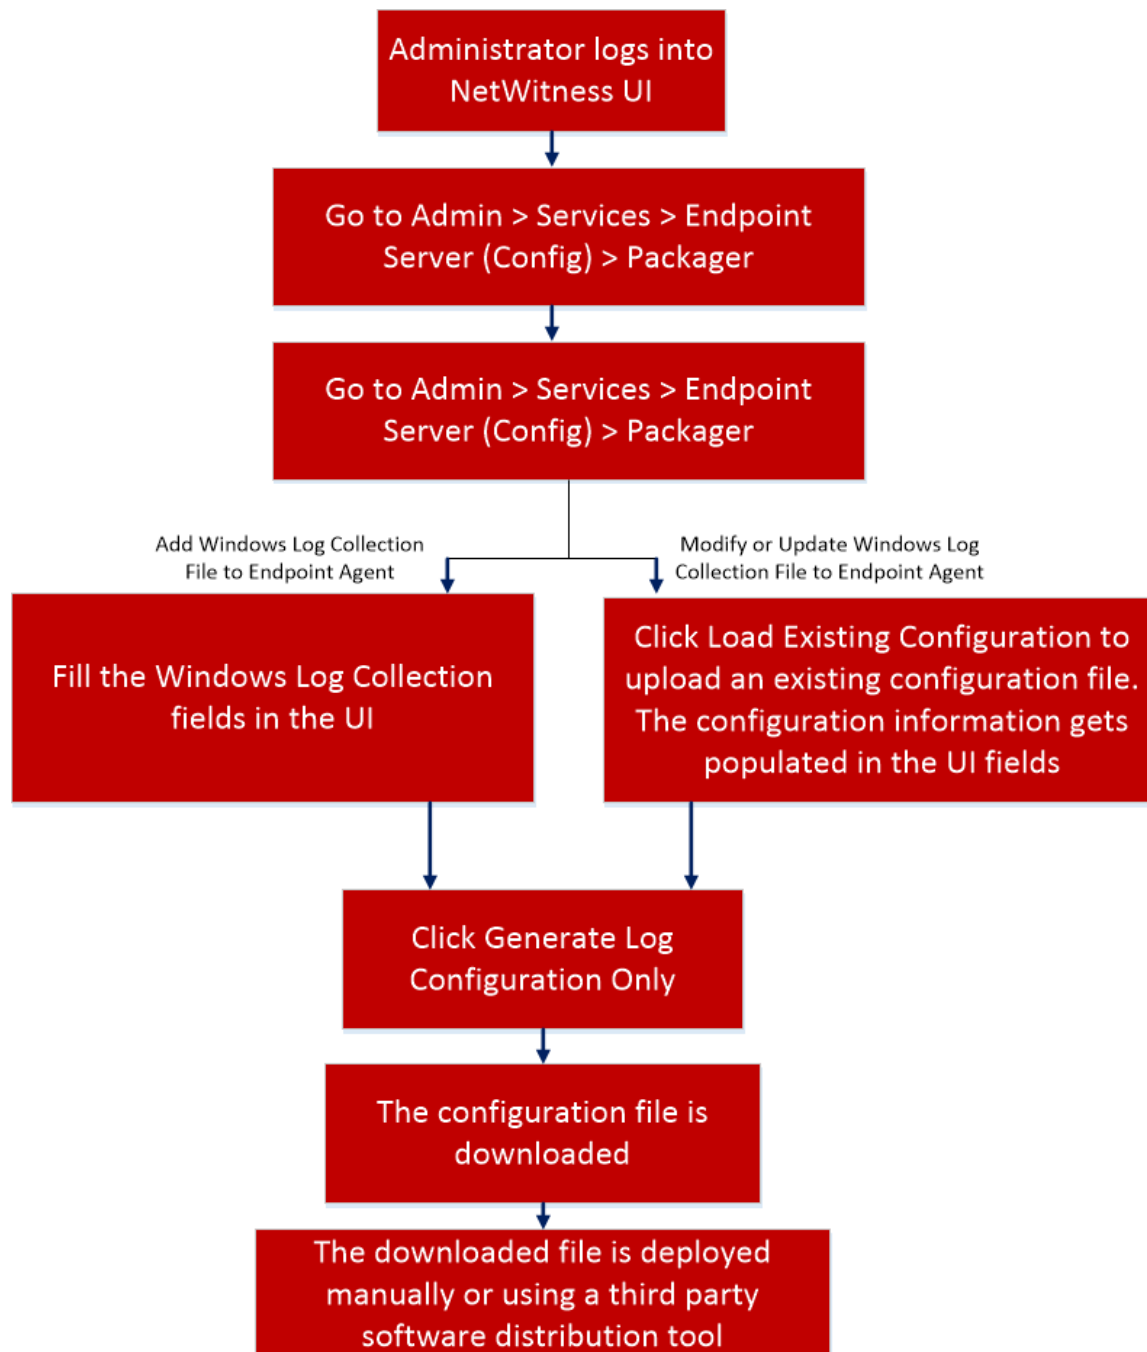 Administrator logs into
NetWitness UI
Go to Admin > Services > Endpoint
Server (Config) > Packager
Go to Admin > Services > Endpoint
Server (Config) > Packager
Add Windows Log Collection
File to Endpoint Agent
Modify or Update Windows Log
Collection File to Endpoint Agent
Fill the Windows Log Collection
fields in the UI
Click Load Existing Configuration to
upload an existing configuration file.
The configuration information gets
populated in the UI fields
Click Generate Log
Configuration Only
The configuration file is
downloaded
The downloaded file is deployed
manually or using a third party
software distribution tool